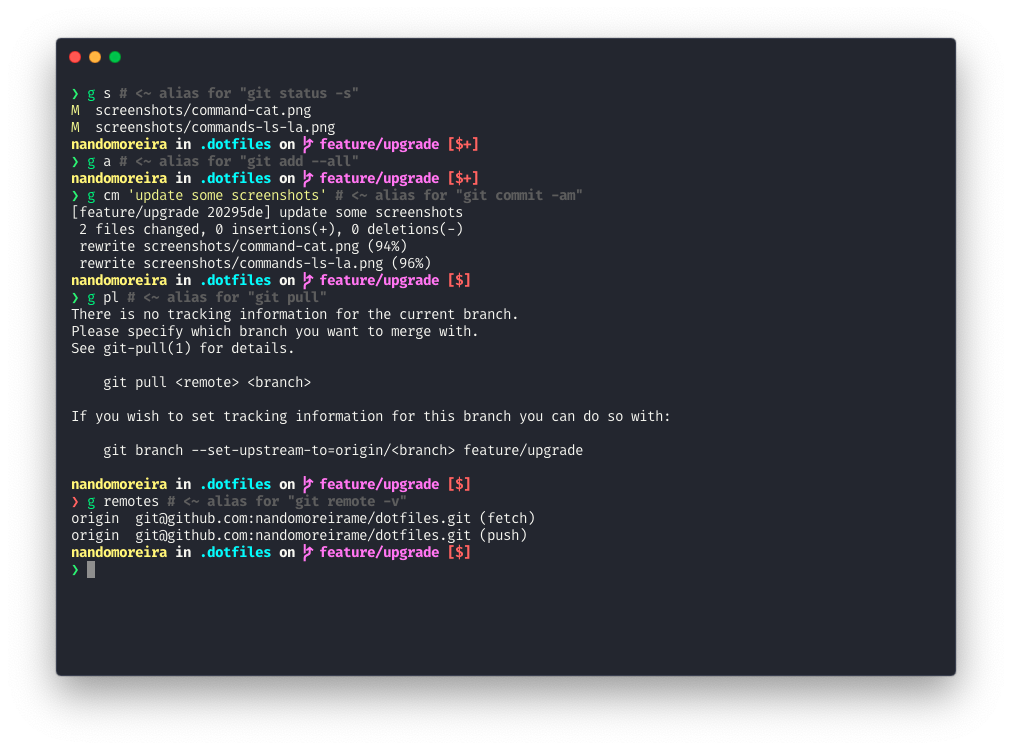 ❯ g s # <~ alias for "git status -s"
M  screenshots/command-cat.png
M  screenshots/commands-ls-la.png
nandomoreira in .dotfiles on  feature/upgrade [$+]
❯ g a # <~ alias for "git add --all"
nandomoreira in .dotfiles on  feature/upgrade [$+]
❯ g cm 'update some screenshots' # <~ alias for "git commit -am"
[feature/upgrade 20295de] update some screenshots
 2 files changed, 0 insertions(+), 0 deletions(-)
 rewrite screenshots/command-cat.png (94%)
 rewrite screenshots/commands-ls-la.png (96%)
nandomoreira in .dotfiles on  feature/upgrade [$]
❯ g pl # <~ alias for "git pull"
There is no tracking information for the current branch.
Please specify which branch you want to merge with.
See git-pull(1) for details.

    git pull <remote> <branch>

If you wish to set tracking information for this branch you can do so with:

    git branch --set-upstream-to=origin/<branch> feature/upgrade

nandomoreira in .dotfiles on  feature/upgrade [$]
❯ g remotes # <~ alias for "git remote -v"
origin  git@github.com:nandomoreirame/dotfiles.git (fetch)
origin  git@github.com:nandomoreirame/dotfiles.git (push)
nandomoreira in .dotfiles on  feature/upgrade [$]
❯